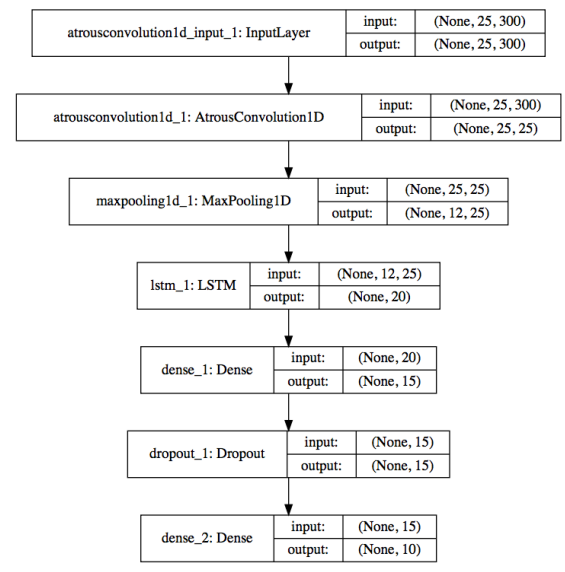 atrousconvolution1d_input_1: InputLayer
input: (None, 25, 300)
output: (None, 25, 300)
atrousconvolution1d_1: AtrousConvolution1D
input: (None, 25, 300)
output: (None, 25, 25)
maxpooling1d_1: MaxPooling1D
input: (None, 25, 25)
output: (None, 12, 25)
lstm_1: LSTM
input: (None, 12, 25)
output: (None, 20)
dense_1: Dense
input: (None, 20)
output: (None, 15)
dropout_1: Dropout
input: (None, 15)
output: (None, 15)
dense_2: Dense
input: (None, 15)
output: (None, 10)